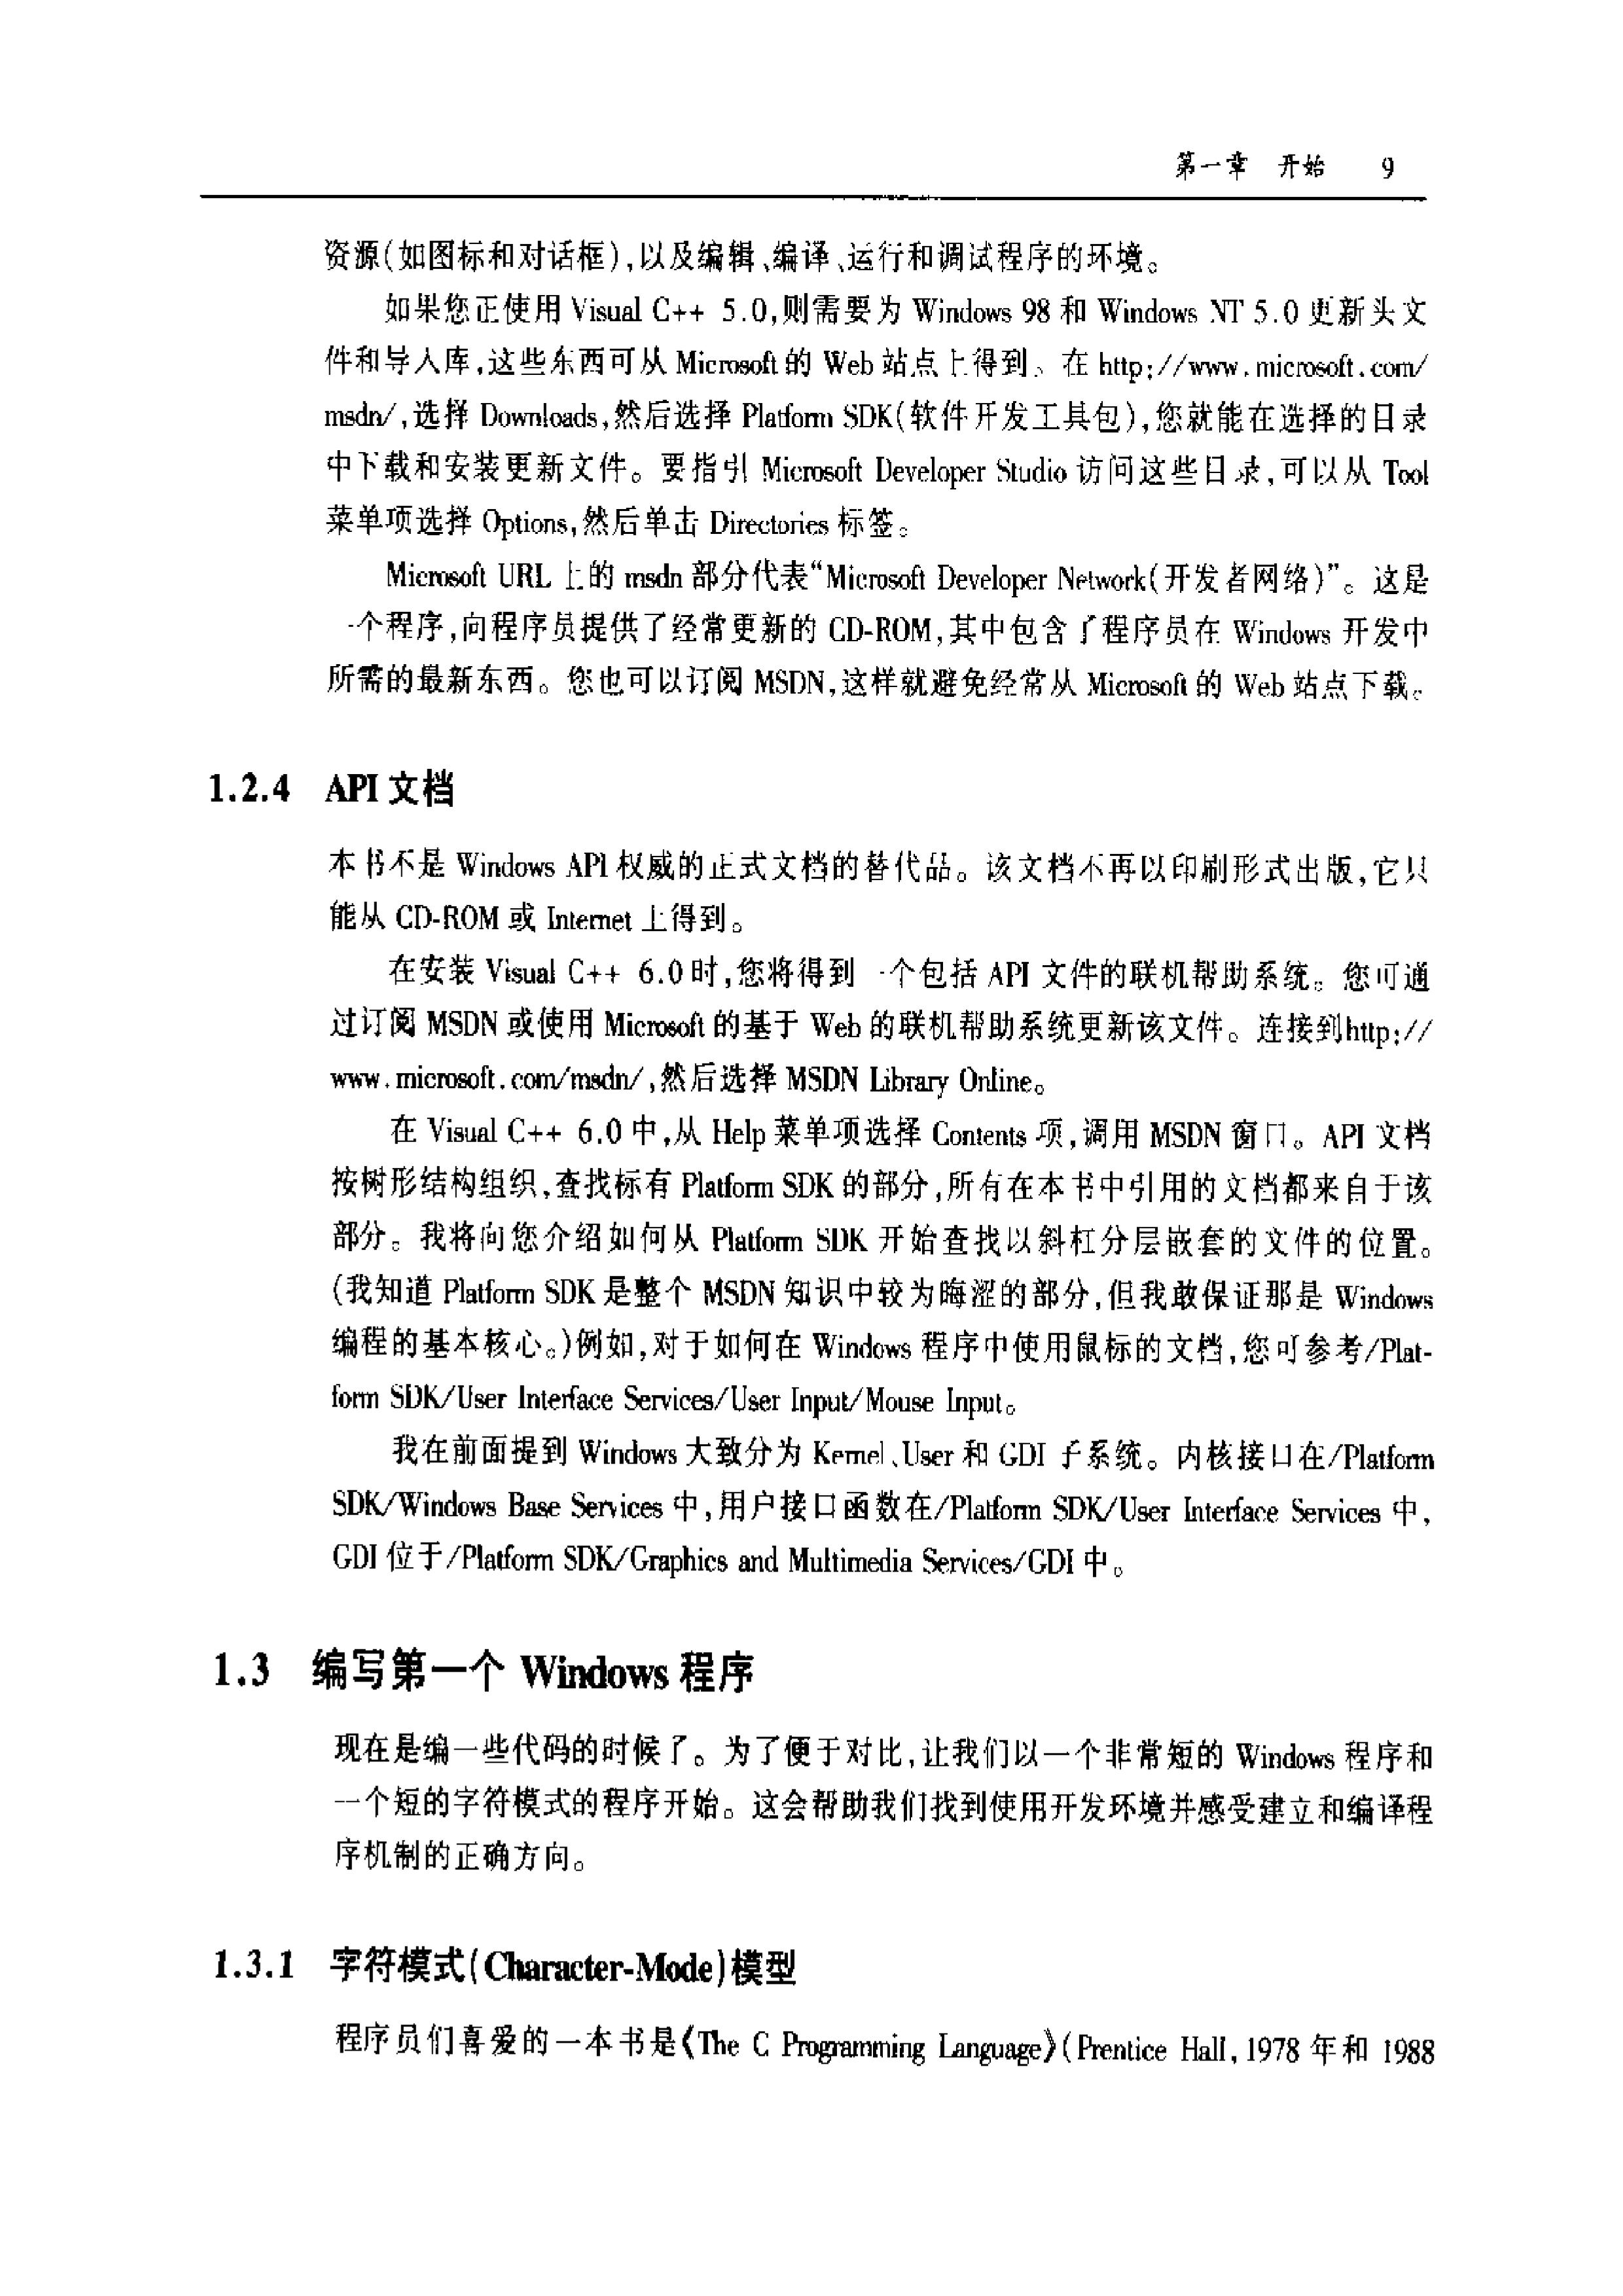 第一章 开始 9
资源(如图标和对话框),以及编辑、编译、运行和调试程序的环境。
如果您正使用 Visual C++ 5.0,则需要为 Windows 98 和 Windows NT 5.0 更新头文
件和导入库,这些东西可从 Microsoft 的 Web 站点上得到。在 http://www.microsoft.com/
msdn/,选择 Downloads,然后选择 Platform SDK(软件开发工具包),您就能在选择的目录
中下载和安装更新文件。要指引 Microsoft Developer Studio 访问这些目录,可以从 Tool
菜单项选择 Options,然后单击 Directories 标签。
Microsoft URL 上的 msdn 部分代表“Microsoft Developer Network(开发者网络)”。这是
一个程序,向程序员提供了经常更新的 CD-ROM,其中包含了程序员在 Windows 开发中
所需的最新东西。您也可以订阅 MSDN,这样就避免经常从 Microsoft 的 Web 站点下载。
1.2.4 API 文档
本书不是 Windows API 权威的正式文档的替代品。该文档不再以印刷形式出版,它只
能从 CD-ROM 或 Internet 上得到。
在安装 Visual C++ 6.0 时,您将得到一个包括 API 文件的联机帮助系统。您可通
过订阅 MSDN 或使用 Microsoft 的基于 Web 的联机帮助系统更新该文件。连接到http://
www.microsoft.com/msdn/,然后选择 MSDN Library Online。
在 Visual C++ 6.0 中,从 Help 菜单项选择 Contents 项,调用 MSDN 窗口。API 文档
按树形结构组织,查找标有 Platform SDK 的部分,所有在本书中引用的文档都来自于该
部分。我将向您介绍如何从 Platform SDK 开始查找以斜杠分层嵌套的文件的位置。
(我知道 Platform SDK 是整个 MSDN 知识中较为晦涩的部分,但我敢保证那是 Windows
编程的基本核心。)例如,对于如何在 Windows 程序中使用鼠标的文档,您可参考/Plat-
form SDK/User Interface Services/User Input/Mouse Input。
我在前面提到 Windows 大致分为 Kernel、User 和 GDI 子系统。内核接口在/Platform
SDK/Windows Base Services 中,用户接口函数在/Platform SDK/User Interface Services 中,
GDI 位于/Platform SDK/Graphics and Multimedia Services/GDI 中。
1.3 编写第一个 Windows 程序
现在是编一些代码的时候了。为了便于对比,让我们以一个非常短的 Windows 程序和
一个短的字符模式的程序开始。这会帮助我们找到使用开发环境并感受建立和编译程
序机制的正确方向。
1.3.1 字符模式(Character-Mode)模型
程序员们喜爱的一本书是《The C Programming Language》(Prentice Hall, 1978 年和 1988